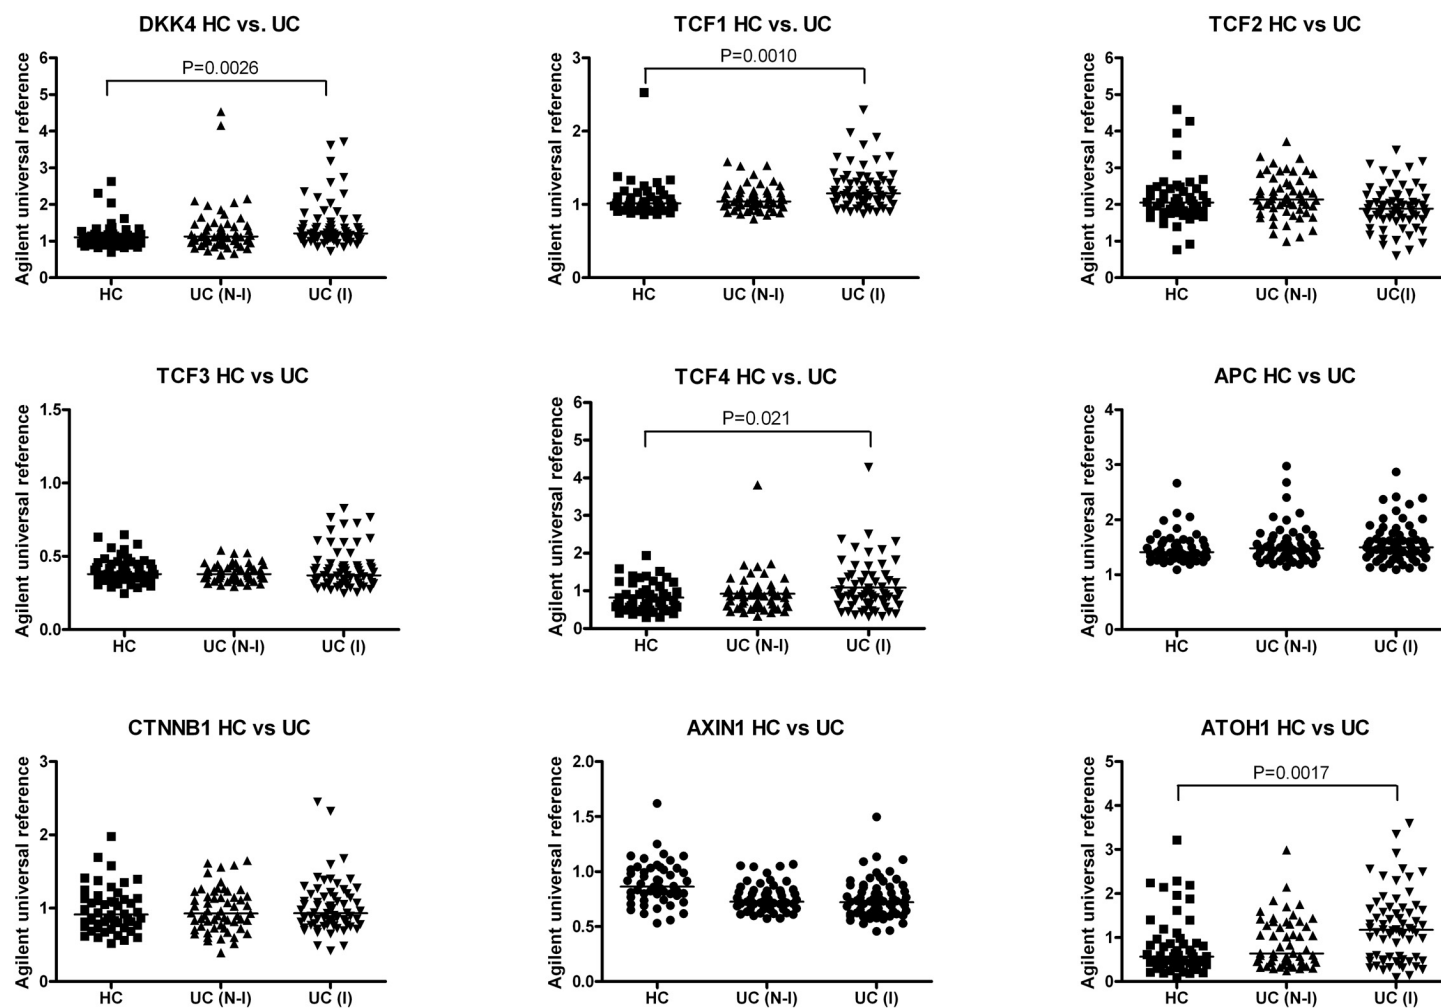 DKK4 HC vs. UC
P=0.0026
Agilent universal reference
6
5
4
3
2
1
0
HC
UC (N-I)
UC (I)
TCF1 HC vs. UC
P=0.0010
Agilent universal reference
3
2
1
0
HC
UC (N-I)
UC (I)
TCF2 HC vs UC
Agilent universal reference
6
5
4
3
2
1
0
HC
UC (N-I)
UC(I)
TCF3 HC vs UC
Agilent universal reference
1.5
1.0
0.5
0.0
HC
UC (N-I)
UC (I)
TCF4 HC vs. UC
P=0.021
Agilent universal reference
6
5
4
3
2
1
0
HC
UC (N-I)
UC (I)
APC HC vs UC
Agilent universal reference
4
3
2
1
0
HC
UC (N-I)
UC (I)
CTNNB1 HC vs UC
Agilent universal reference
3
2
1
0
HC
UC (N-I)
UC (I)
AXIN1 HC vs UC
Agilent universal reference
2.0
1.5
1.0
0.5
0.0
HC
UC (N-I)
UC (I)
ATOH1 HC vs UC
P=0.0017
Agilent universal reference
5
4
3
2
1
0
HC
UC (N-I)
UC (I)